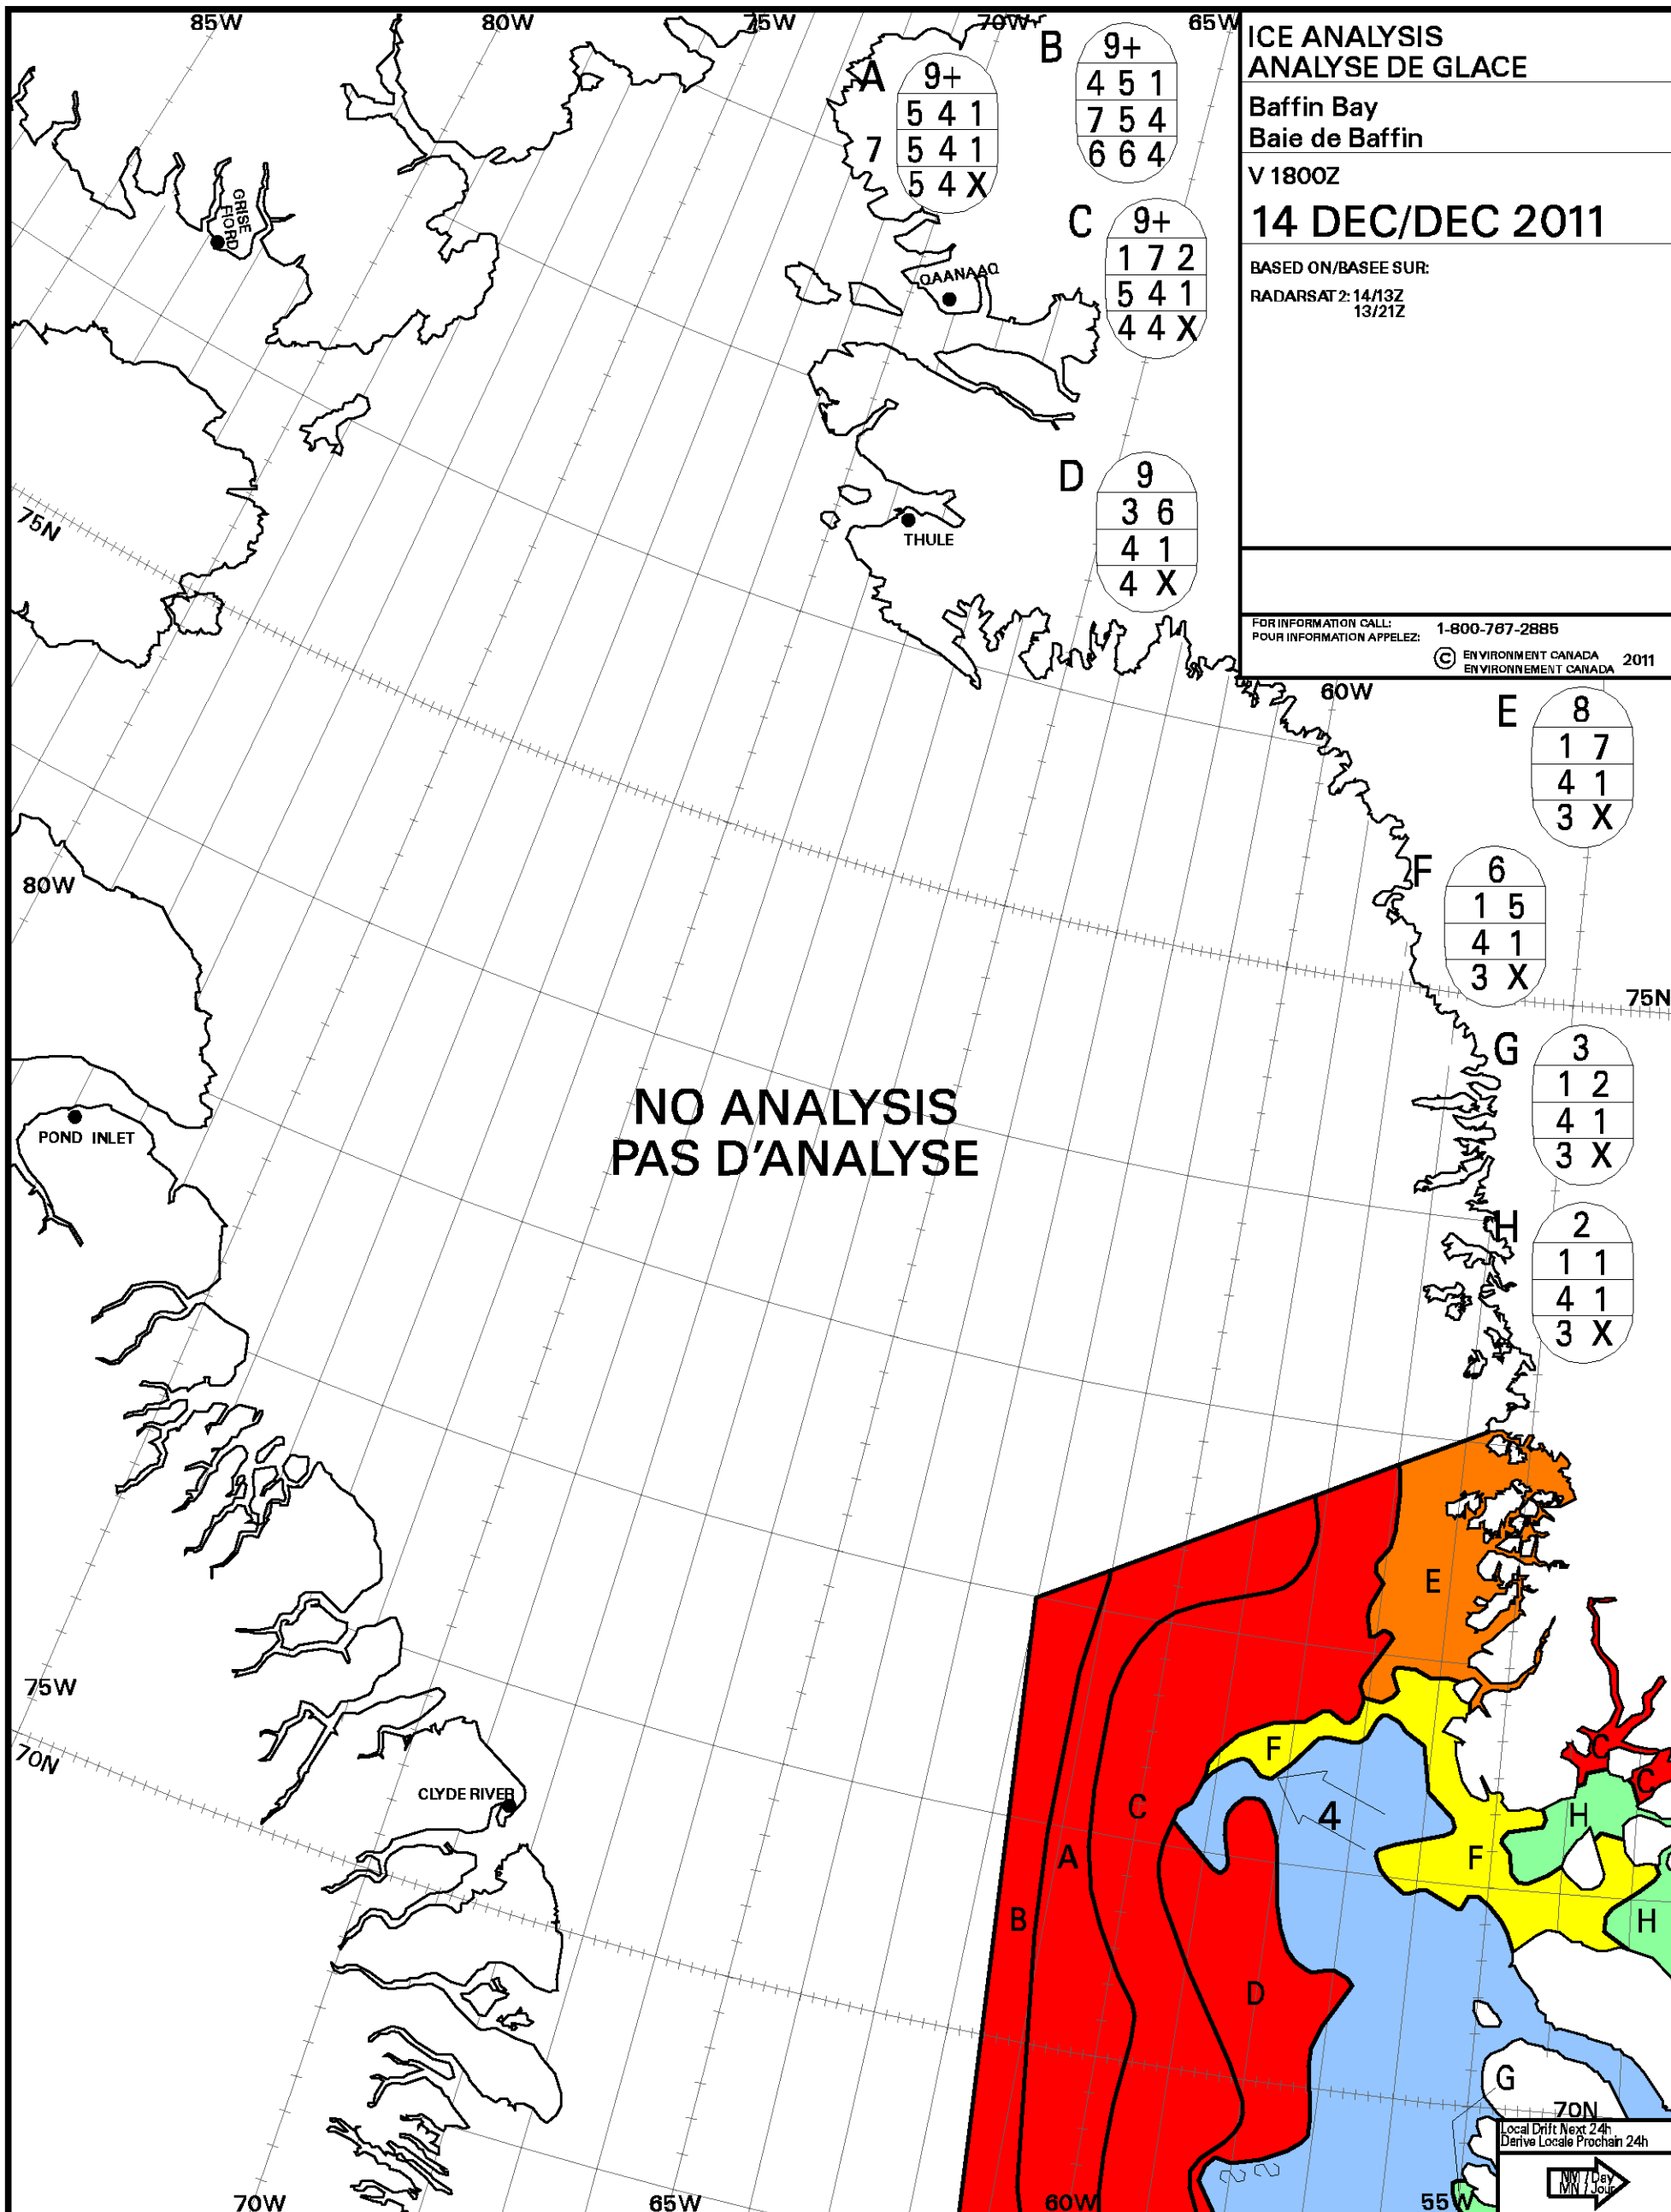 85W
80W
75W
70W
65W
ICE ANALYSIS
ANALYSE DE GLACE
Baffin Bay
Baie de Baffin
V 1800Z
14 DEC/DEC 2011
BASED ON/BASEE SUR:
RADARSAT 2: 14/13Z
13/21Z
FOR INFORMATION CALL:
POUR INFORMATION APPELEZ:
1-800-767-2885
© ENVIRONMENT CANADA
ENVIRONNEMENT CANADA
2011
A
9+
5 4 1
7 5 4 1
5 4 X
B
9+
4 5 1
7 5 4
6 6 4
C
9+
1 7 2
5 4 1
4 4 X
D
9
3 6
4 1
4 X
GRISE
FIORD
QAANAAQ
THULE
75N
60W
E
8
1 7
4 1
3 X
F
6
1 5
4 1
3 X
80W
75N
G
3
1 2
4 1
3 X
NO ANALYSIS
PAS D'ANALYSE
POND INLET
H
2
1 1
4 1
3 X
E
75W
70N
CLYDE RIVER
F
C
C
C
H
4
A
F
B
H
D
G
70N
Local Drift Next 24h
Derive Locale Prochain 24h
NM / Day
MN / Jour
70W
65W
60W
55W